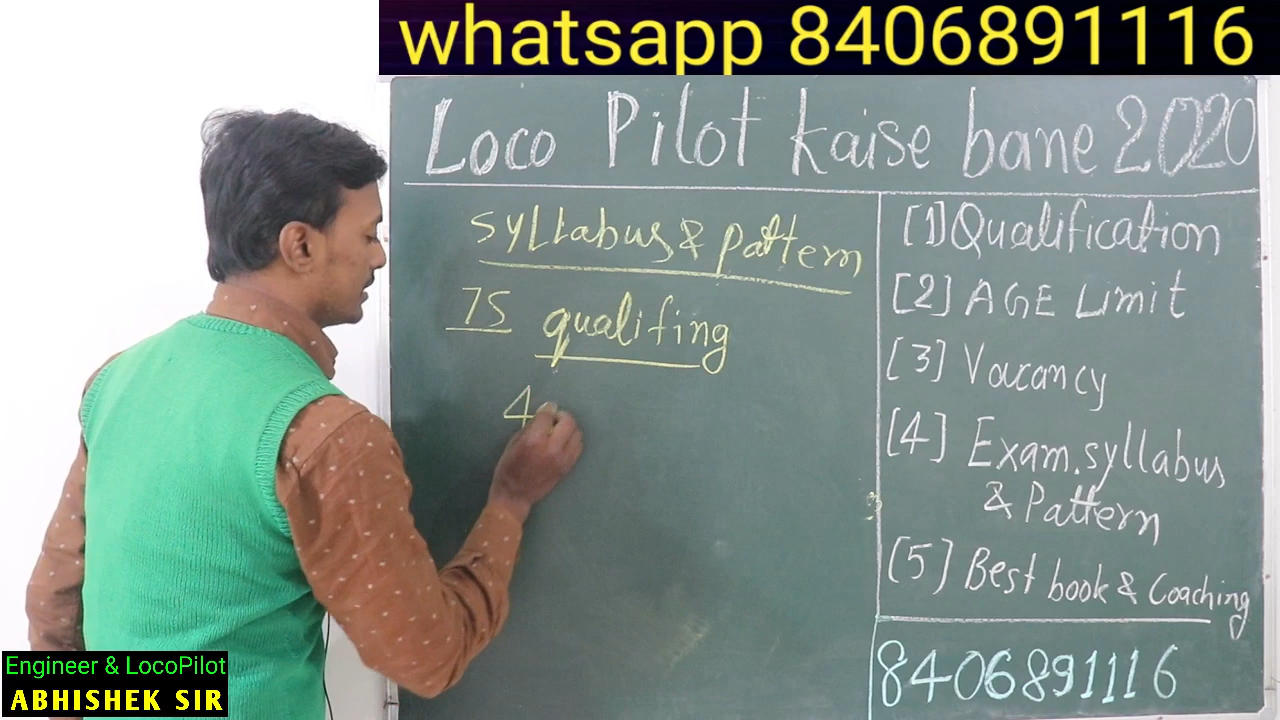 whatsapp 8406891116
Loco Pilot kaise bane 2020
syllabus & pattern
75 qualifing
4
[1] Qualification
[2] AGE Limit
[3] Vacancy
[4] Exam. syllabus
& Pattern
[5] Best book & Coaching
8406891116
Engineer & LocoPilot
ABHISHEK SIR